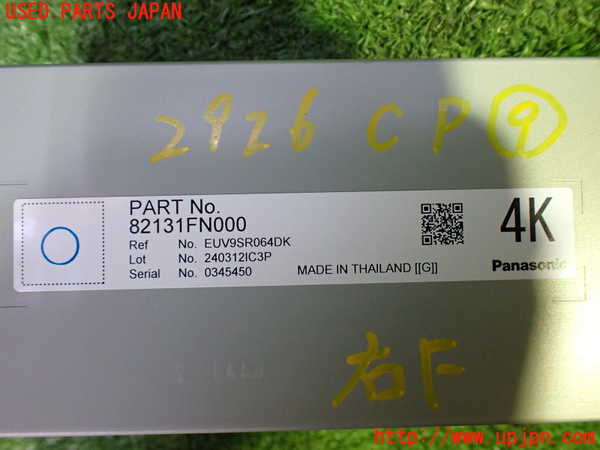 USED PARTS JAPAN
2926 CP ⑨
PART No.
82131FN000
Ref No. EUV9SR064DK
Lot No. 240312IC3P
Serial No. 0345450
MADE IN THAILAND [[G]]
4K
Panasonic
右F
http://www.upjpn.com